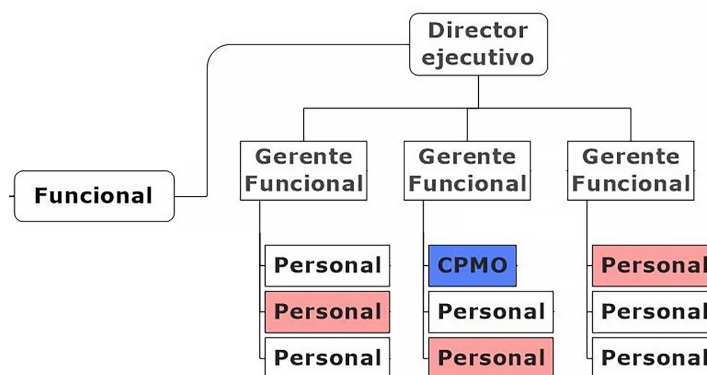 Director
ejecutivo
Funcional
Gerente
Funcional
Gerente
Funcional
Gerente
Funcional
Personal
CPMO
Personal
Personal
Personal
Personal
Personal
Personal
Personal